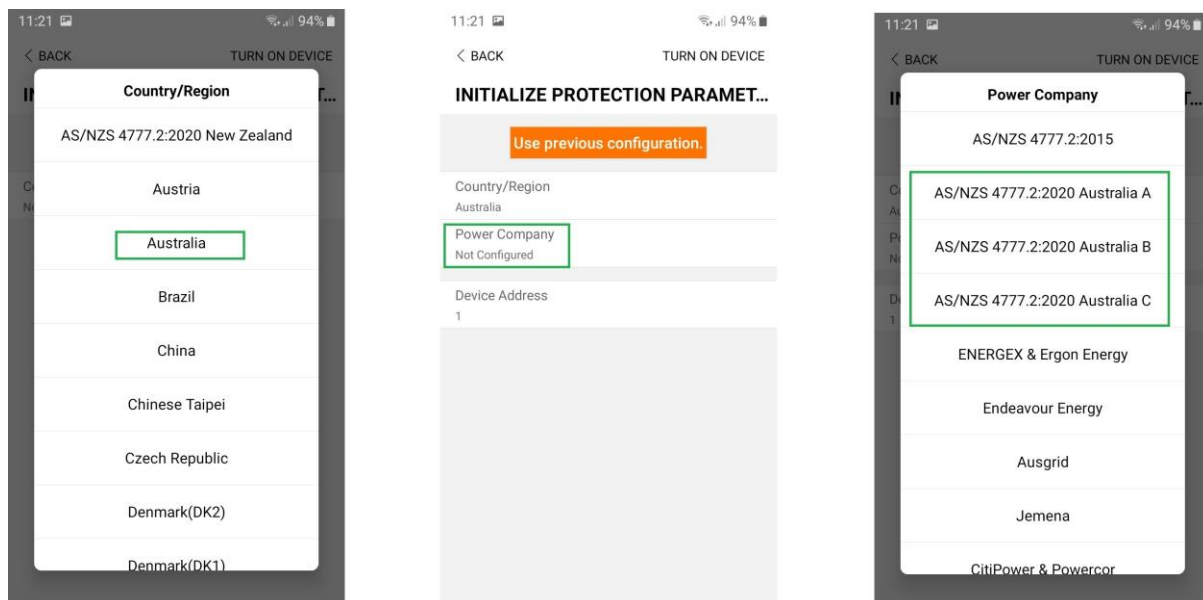 11:21 94%
< BACK TURN ON DEVICE
Country/Region
AS/NZS 4777.2:2020 New Zealand
Austria
Australia
Brazil
China
Chinese Taipei
Czech Republic
Denmark(DK2)
Denmark(DK1)
11:21 94%
< BACK TURN ON DEVICE
INITIALIZE PROTECTION PARAMET...
Use previous configuration.
Country/Region
Australia
Power Company
Not Configured
Device Address
1
11:21 94%
< BACK TURN ON DEVICE
Power Company
AS/NZS 4777.2:2015
AS/NZS 4777.2:2020 Australia A
AS/NZS 4777.2:2020 Australia B
AS/NZS 4777.2:2020 Australia C
ENERGEX & Ergon Energy
Endeavour Energy
Ausgrid
Jemena
CitiPower & Powercor